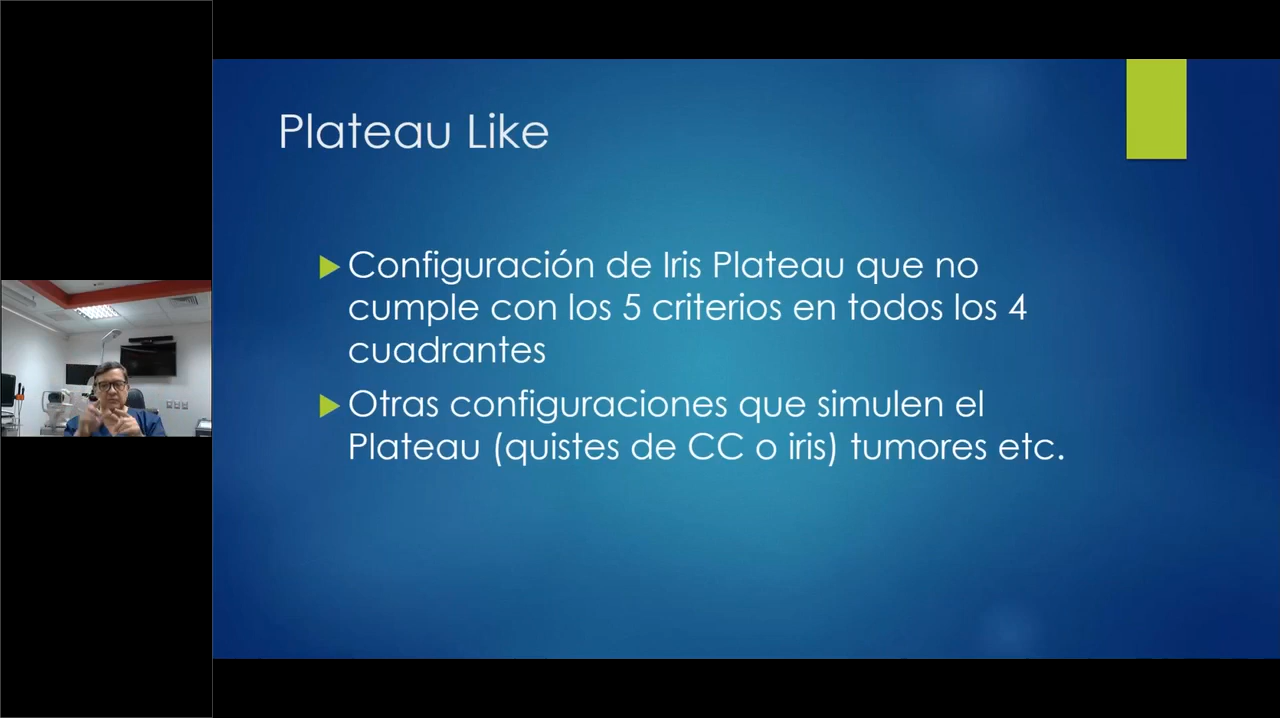 Plateau Like
Configuración de Iris Plateau que no
cumple con los 5 criterios en todos los 4
cuadrantes
Otras configuraciones que simulen el
Plateau (quistes de CC o iris) tumores etc.